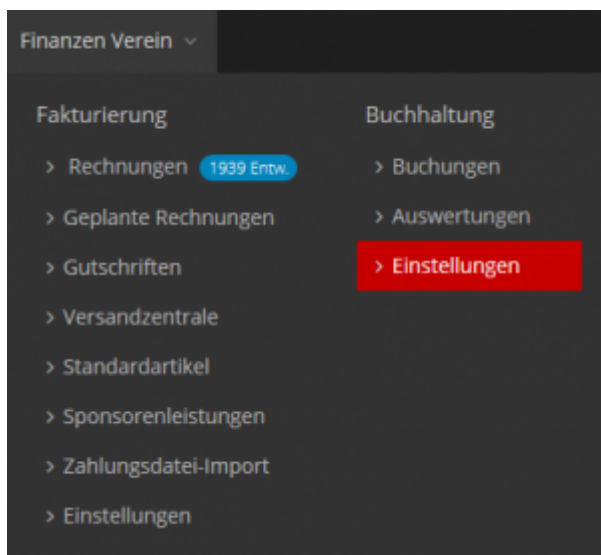 Finanzen Verein
Fakturierung
Rechnungen 1939 Entw.
Geplante Rechnungen
Gutschriften
Versandzentrale
Standardartikel
Sponsorenleistungen
Zahlungsdatei-Import
Einstellungen
Buchhaltung
Buchungen
Auswertungen
Einstellungen